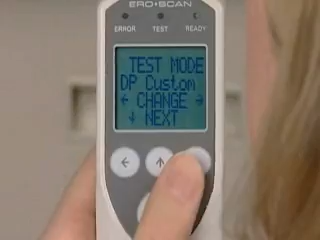 ERO•SCAN
ERROR TEST READY
TEST MODE
DP Custom
← CHANGE →
↓ NEXT
← ↑